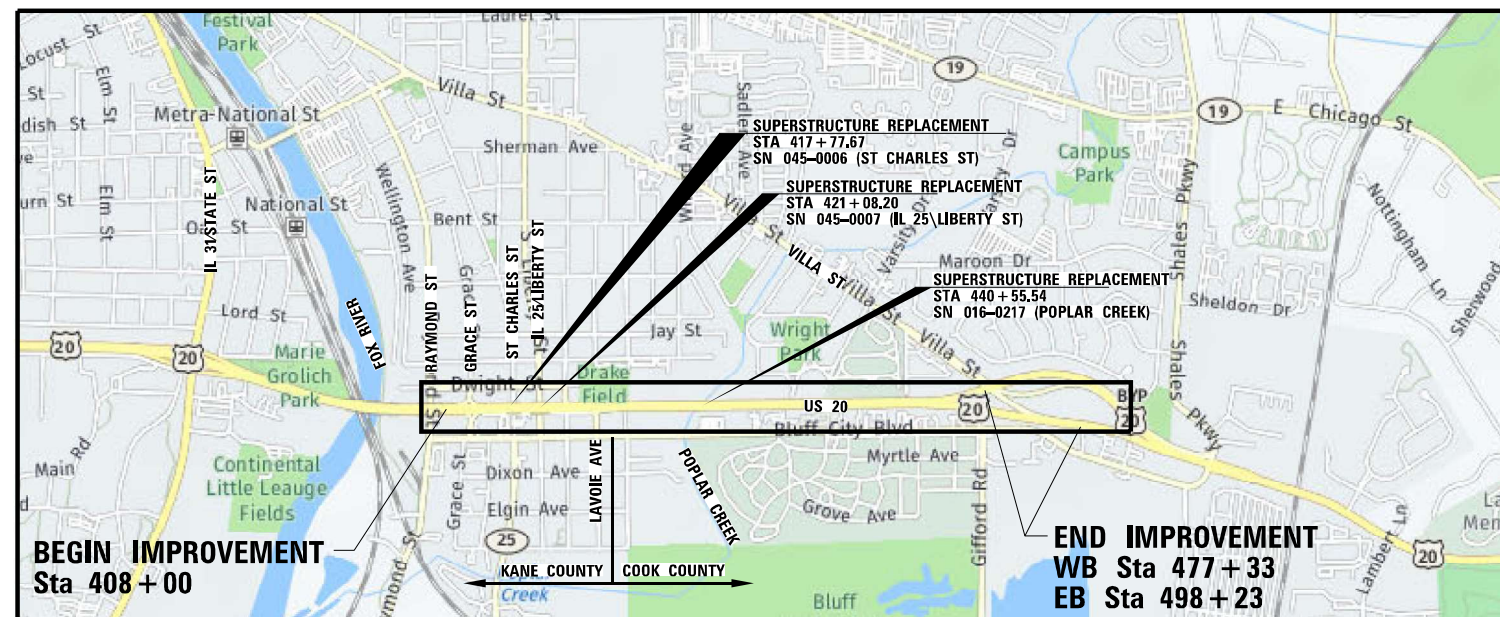 Festival
Park
Laurel St
Locust St
Elm St
19
Villa St
Metra-National St
Sherman Ave
SUPERSTRUCTURE REPLACEMENT
STA 417+77.67
SN 045-0006 (ST CHARLES ST)
19
E Chicago St
Campus
Park
Shales Pkwy
Elm St
National St
Wellington Ave
Bent St
SUPERSTRUCTURE REPLACEMENT
STA 421+08.20
SN 045-0007 (IL 25\LIBERTY ST)
Villa St
Varsity Dr
Nottingham Ln
Sherwood
IL 31\STATE ST
VILLA ST
Villa St
Maroon Dr
SUPERSTRUCTURE REPLACEMENT
STA 440+55.54
SN 016-0217 (POPLAR CREEK)
Sheldon Dr
Lord St
FOX RIVER
RAYMOND ST
GRACE ST
ST CHARLES ST
IL 25\LIBERTY ST
Jay St
Wright
Park
Villa St
20
20
Marie
Grolich
Park
Dwight St
Drake
Field
US 20
20
BYP
20
Shales
Pkwy
Bluff City Blvd
Main Rd
Continental
Little Leauge
Fields
Grace St
Dixon Ave
Elgin Ave
LAVOIE AVE
POPLAR CREEK
Myrtle Ave
Grove Ave
Gifford Rd
Lambert Ln
20
BEGIN IMPROVEMENT
Sta 408+00
25
KANE COUNTY
COOK COUNTY
Creek
Bluff
END IMPROVEMENT
WB Sta 477+33
EB Sta 498+23